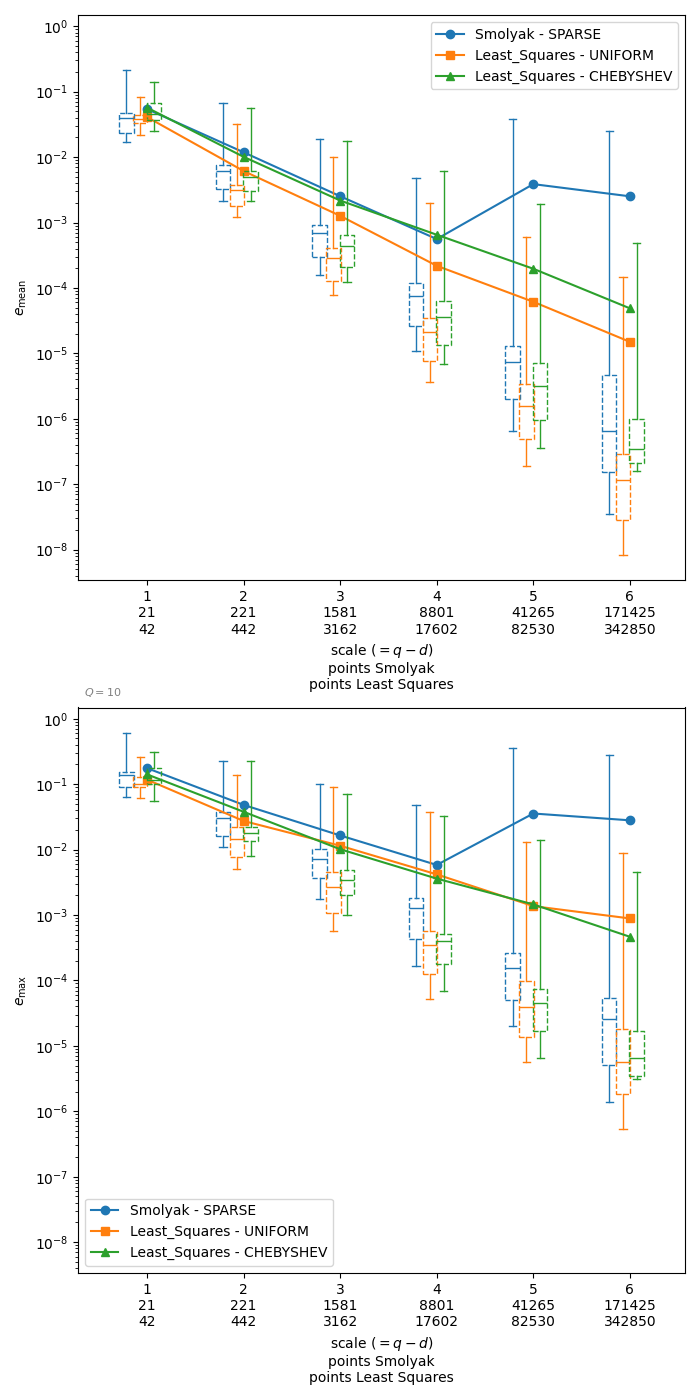 10^0
10^-1
10^-2
10^-3
10^-4
10^-5
10^-6
10^-7
10^-8
e_mean
Smolyak - SPARSE
Least_Squares - UNIFORM
Least_Squares - CHEBYSHEV
1 2 3 4 5 6
21 221 1581 8801 41265 171425
42 442 3162 17602 82530 342850
scale (= q − d)
points Smolyak
points Least Squares
Q = 10
10^0
10^-1
10^-2
10^-3
10^-4
10^-5
10^-6
10^-7
10^-8
e_max
Smolyak - SPARSE
Least_Squares - UNIFORM
Least_Squares - CHEBYSHEV
1 2 3 4 5 6
21 221 1581 8801 41265 171425
42 442 3162 17602 82530 342850
scale (= q − d)
points Smolyak
points Least Squares